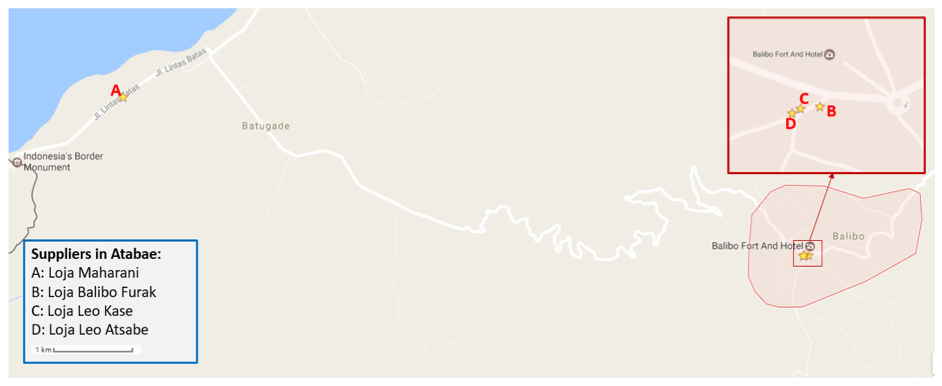 Balibo Fort And Hotel
C
B
D
JL Lintas Batas
A
JL Lintas Batas
Batugade
Indonesia's Border
Monument
Balibo
Balibo Fort And Hotel
Suppliers in Atabae:
A: Loja Maharani
B: Loja Balibo Furak
C: Loja Leo Kase
D: Loja Leo Atsabe
1 km